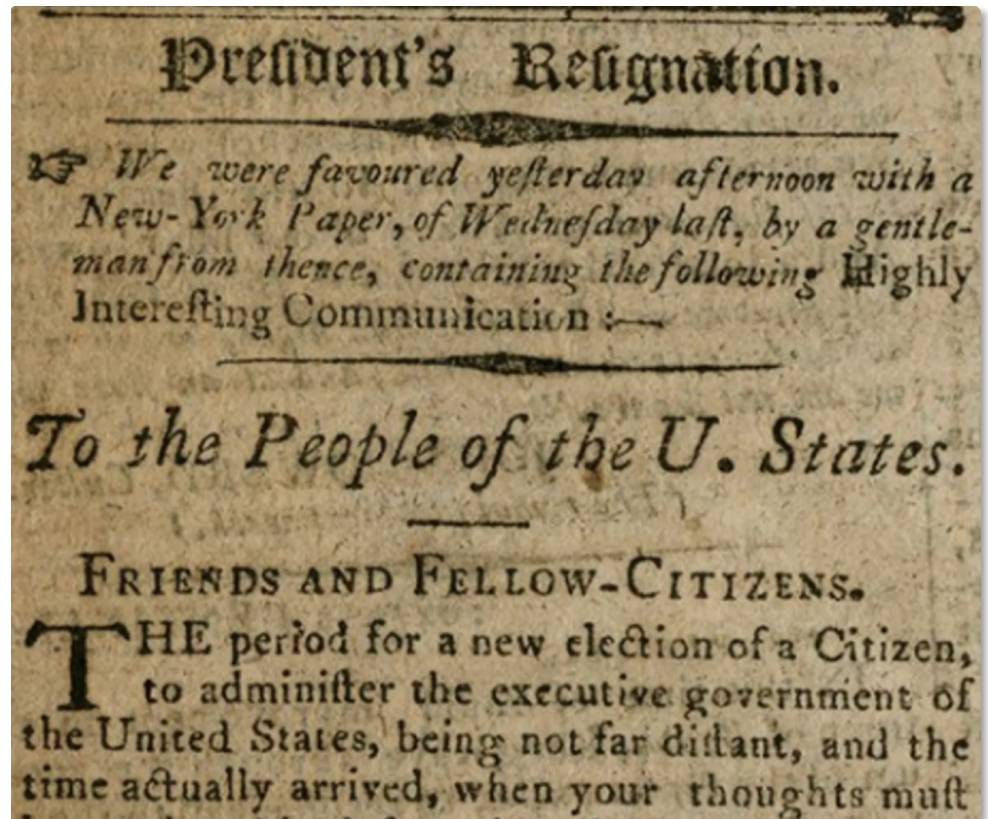 Preſident's Reſignation.
☞ We were favoured yeſterday afternoon with a
New-York Paper, of Wedneſday laſt, by a gentle-
man from thence, containing the following Highly
Intereſting Communication :—
To the People of the U. States.
FRIENDS AND FELLOW-CITIZENS.
THE period for a new election of a Citizen,
to adminiſter the executive government of
the United States, being not far diſtant, and the
time actually arrived, when your thoughts muſt